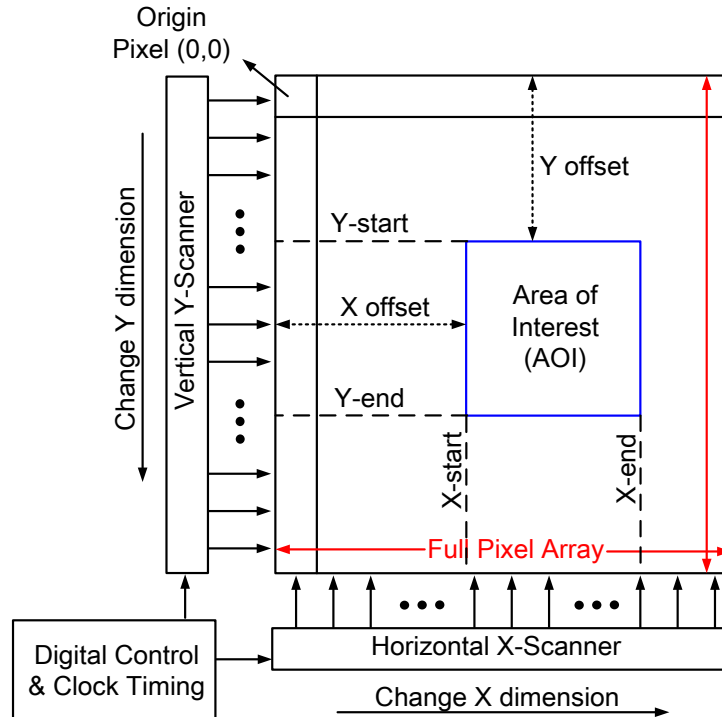 Origin
Pixel (0,0)
Y offset
Change Y dimension
Vertical Y-Scanner
Y-start
X offset
Area of
Interest
(AOI)
Y-end
X-start
X-end
Full Pixel Array
Digital Control
& Clock Timing
Horizontal X-Scanner
Change X dimension